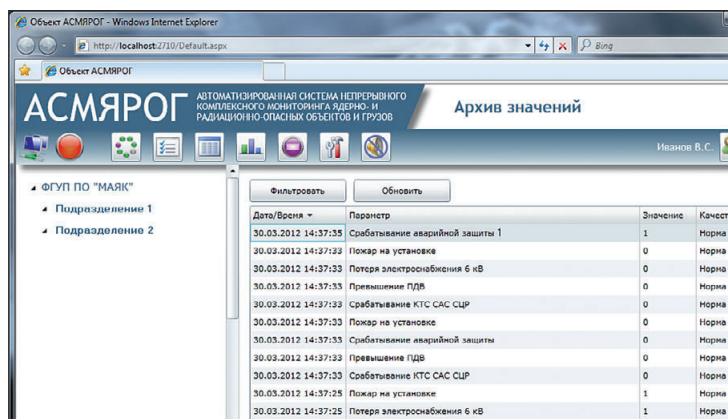 Объект АСМЯРОГ - Windows Internet Explorer
http://localhost:2710/Default.aspx
Bing
Объект АСМЯРОГ
АСМЯРОГ
АВТОМАТИЗИРОВАННАЯ СИСТЕМА НЕПРЕРЫВНОГО
КОМПЛЕКСНОГО МОНИТОРИНГА ЯДЕРНО- И
РАДИАЦИОННО-ОПАСНЫХ ОБЪЕКТОВ И ГРУЗОВ
Архив значений
Иванов В.С.
ФГУП ПО "МАЯК"
Подразделение 1
Подразделение 2
Фильтровать Обновить
Дата/Время Параметр Значение Качест
30.03.2012 14:37:35 Срабатывание аварийной защиты 1 1 Норма
30.03.2012 14:37:33 Пожар на установке 0 Норма
30.03.2012 14:37:33 Потеря электроснабжения 6 кВ 0 Норма
30.03.2012 14:37:33 Превышение ПДВ 0 Норма
30.03.2012 14:37:33 Срабатывание КТС САС СЦР 0 Норма
30.03.2012 14:37:33 Пожар на установке 0 Норма
30.03.2012 14:37:33 Срабатывание аварийной защиты 0 Норма
30.03.2012 14:37:33 Превышение ПДВ 0 Норма
30.03.2012 14:37:33 Срабатывание КТС САС СЦР 0 Норма
30.03.2012 14:37:25 Пожар на установке 1 Норма
30.03.2012 14:37:25 Потеря электроснабжения 6 кВ 1 Норма